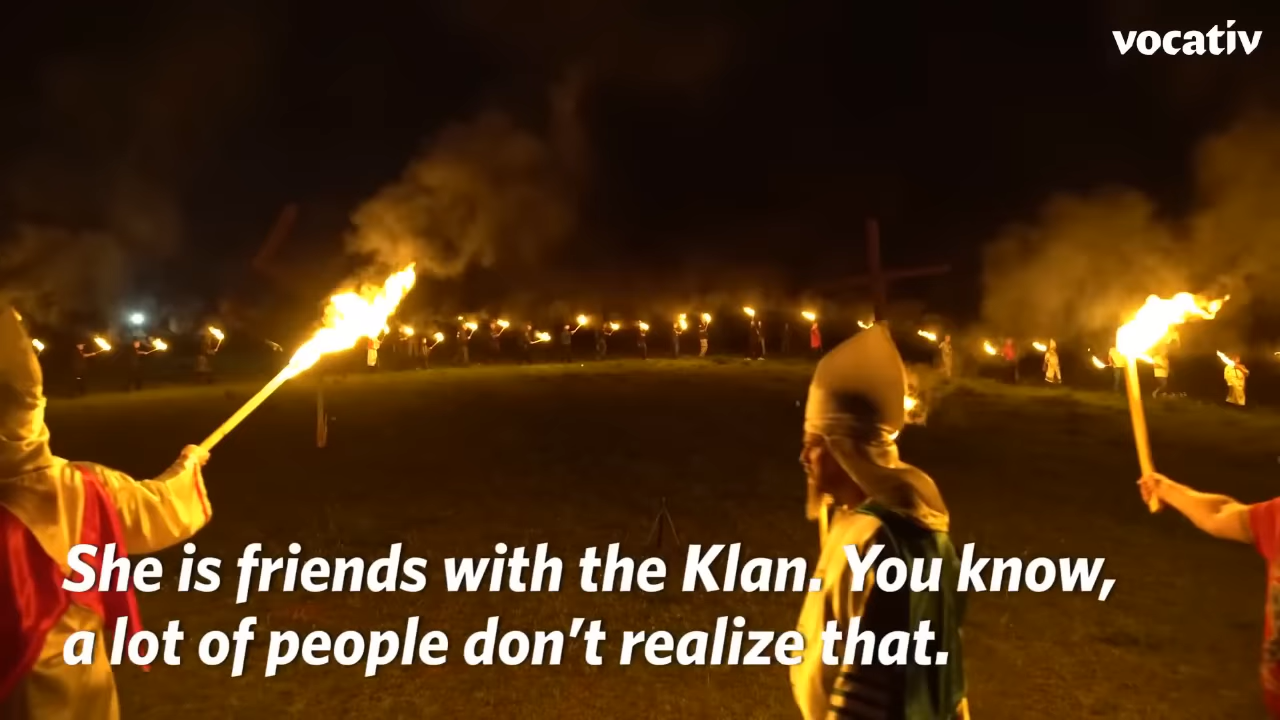 vocativ
She is friends with the Klan. You know,
a lot of people don’t realize that.